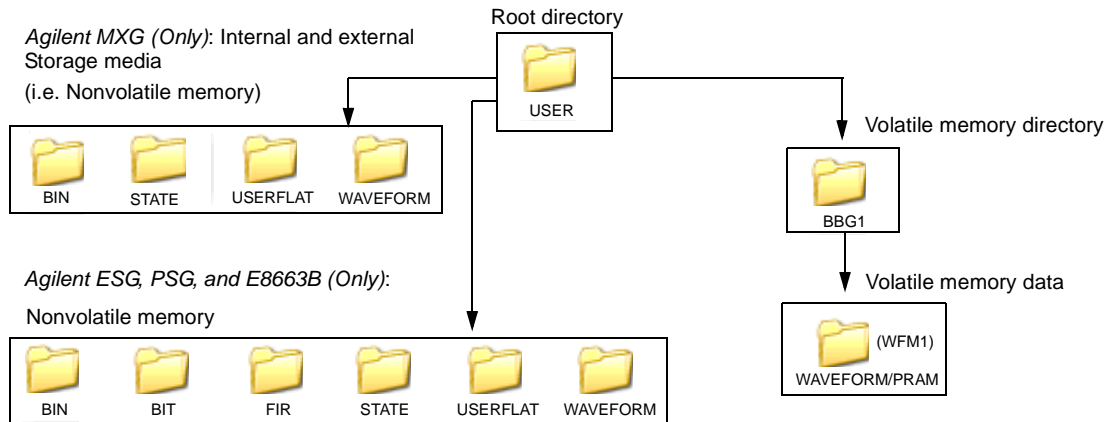 Root directory
USER
Agilent MXG (Only): Internal and external
Storage media
(i.e. Nonvolatile memory)
BIN
STATE
USERFLAT
WAVEFORM
Volatile memory directory
BBG1
Agilent ESG, PSG, and E8663B (Only):
Nonvolatile memory
BIN
BIT
FIR
STATE
USERFLAT
WAVEFORM
Volatile memory data
(WFM1)
WAVEFORM/PRAM